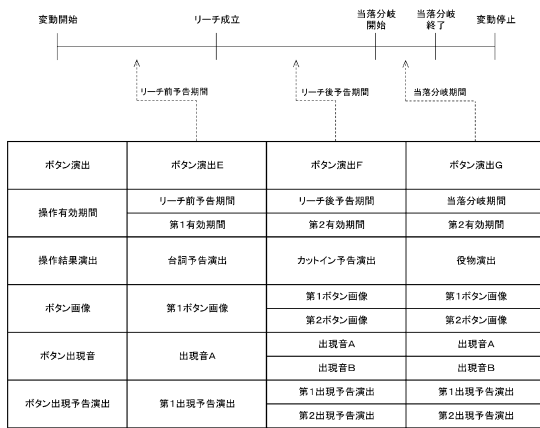 変動開始
リーチ成立
当落分岐
開始
当落分岐
終了
変動停止
リーチ前予告期間
リーチ後予告期間
当落分岐期間
ボタン演出
ボタン演出E
ボタン演出F
ボタン演出G
操作有効期間
リーチ前予告期間
リーチ後予告期間
当落分岐期間
第1有効期間
第2有効期間
第2有効期間
操作結果演出
台詞予告演出
カットイン予告演出
役物演出
ボタン画像
第1ボタン画像
第1ボタン画像
第1ボタン画像
第2ボタン画像
第2ボタン画像
ボタン出現音
出現音A
出現音A
出現音A
出現音B
出現音B
ボタン出現予告演出
第1出現予告演出
第1出現予告演出
第1出現予告演出
第2出現予告演出
第2出現予告演出